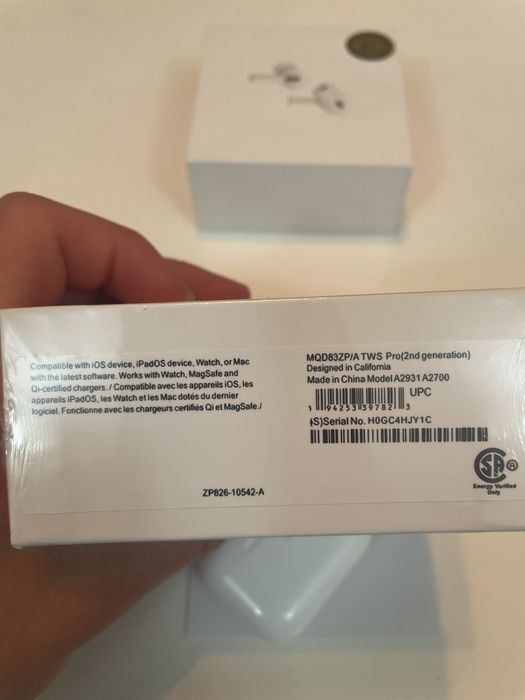 Compatible with iOS device, iPadOS device, Watch, or Mac
with the latest software. Works with Watch, MagSafe and
Qi-certified chargers. / Compatible avec les appareils iOS, les
appareils iPadOS, les Watch et les Mac dotés du dernier
logiciel. Fonctionne avec les chargeurs certifiés Qi et MagSafe./
ZP826-10542-A
MQD83ZP/A TWS Pro(2nd generation)
Designed in California
Made in China Model A2931 A2700
UPC
1 94253 39782 3
(S)Serial No. H0GC4HJY1C
SA ®
Energy Verified
Only